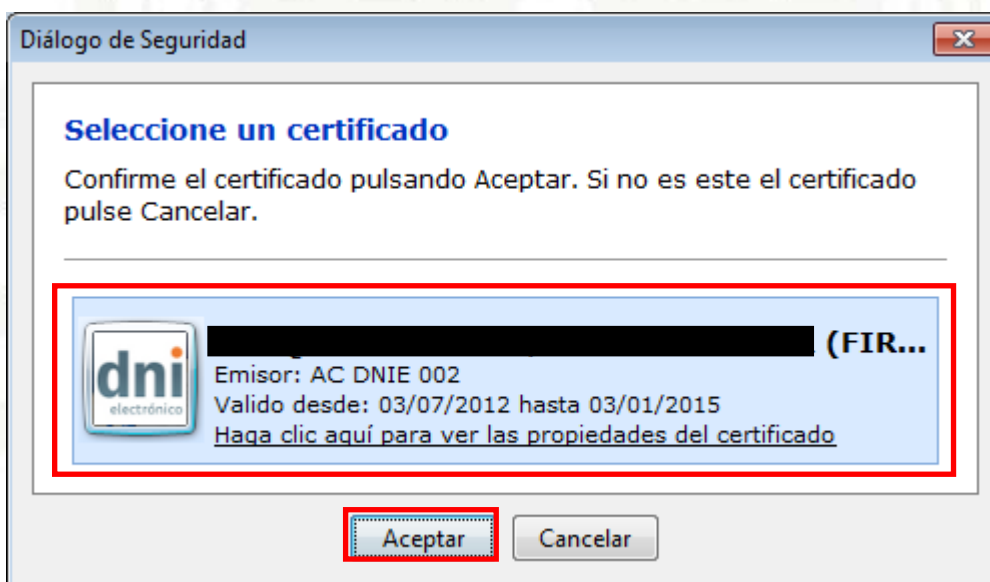 Diálogo de Seguridad
Seleccione un certificado
Confirme el certificado pulsando Aceptar. Si no es este el certificado
pulse Cancelar.
(FIR...
dni
electrónico
Emisor: AC DNIE 002
Valido desde: 03/07/2012 hasta 03/01/2015
Haga clic aquí para ver las propiedades del certificado
Aceptar
Cancelar